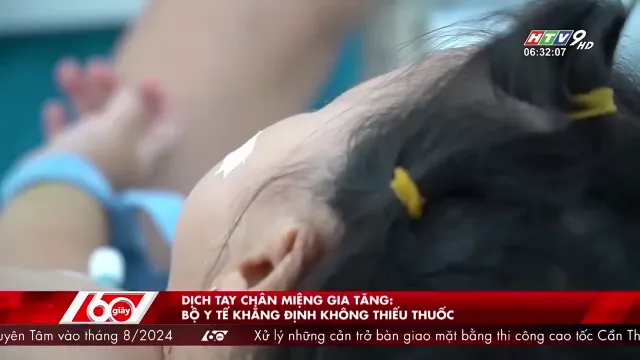 HTV9 HD
06:32:07
DỊCH TAY CHÂN MIỆNG GIA TĂNG:
BỘ Y TẾ KHẲNG ĐỊNH KHÔNG THIẾU THUỐC
60 giây
uyên Tâm vào tháng 8/2024 Xử lý những cản trở bàn giao mặt bằng thi công cao tốc Cần Th